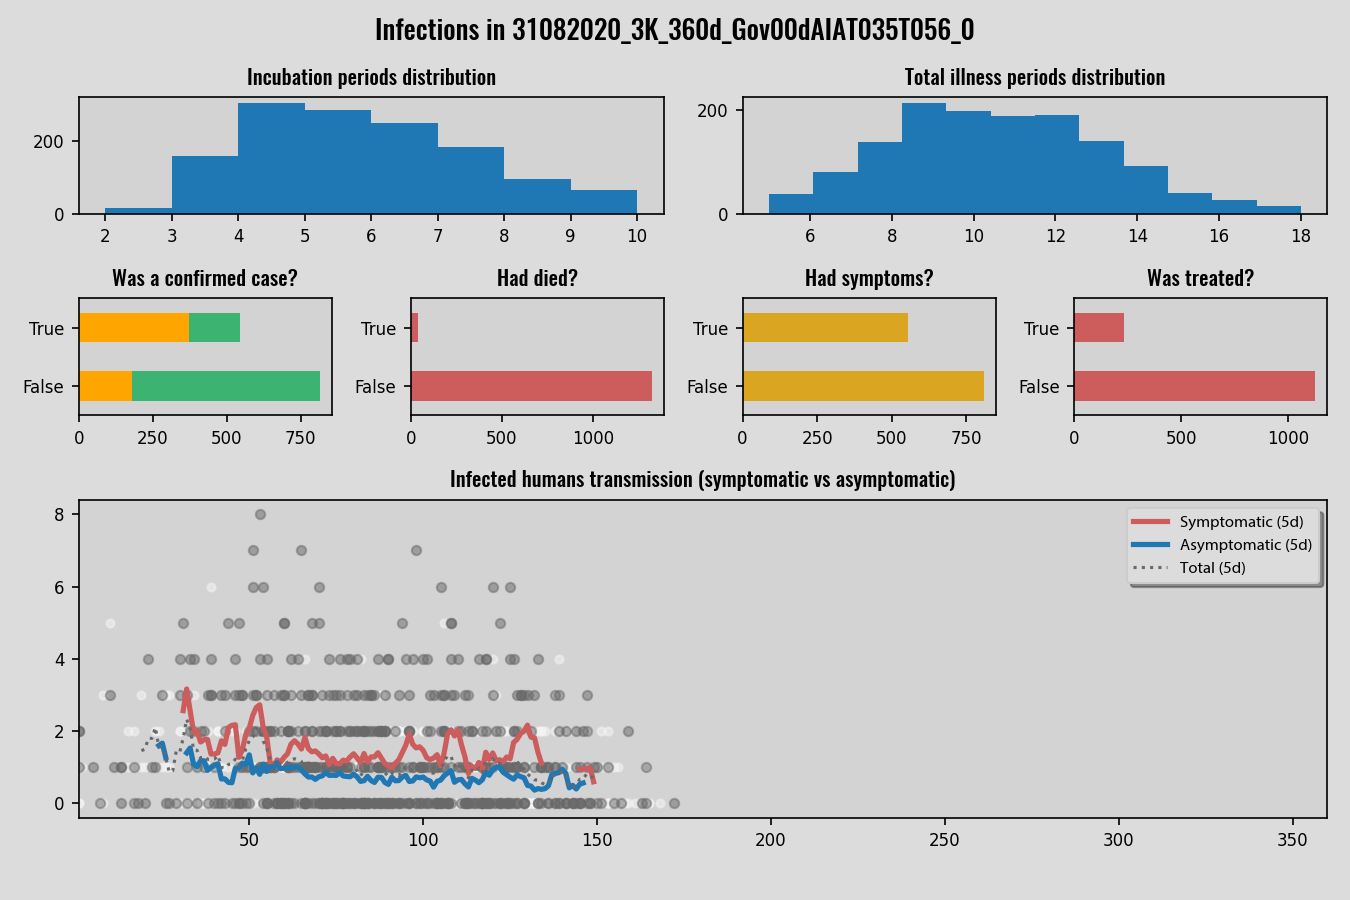 Infections in 31082020_3K_360d_Gov00dAIAT035T056_0
Incubation periods distribution
Total illness periods distribution
200
0
2 3 4 5 6 7 8 9 10
200
0
6 8 10 12 14 16 18
Was a confirmed case?
Had died?
Had symptoms?
Was treated?
True
False
0 250 500 750
True
False
0 500 1000
True
False
0 250 500 750
True
False
0 500 1000
Infected humans transmission (symptomatic vs asymptomatic)
8
6
4
2
0
50 100 150 200 250 300 350
Symptomatic (5d)
Asymptomatic (5d)
Total (5d)